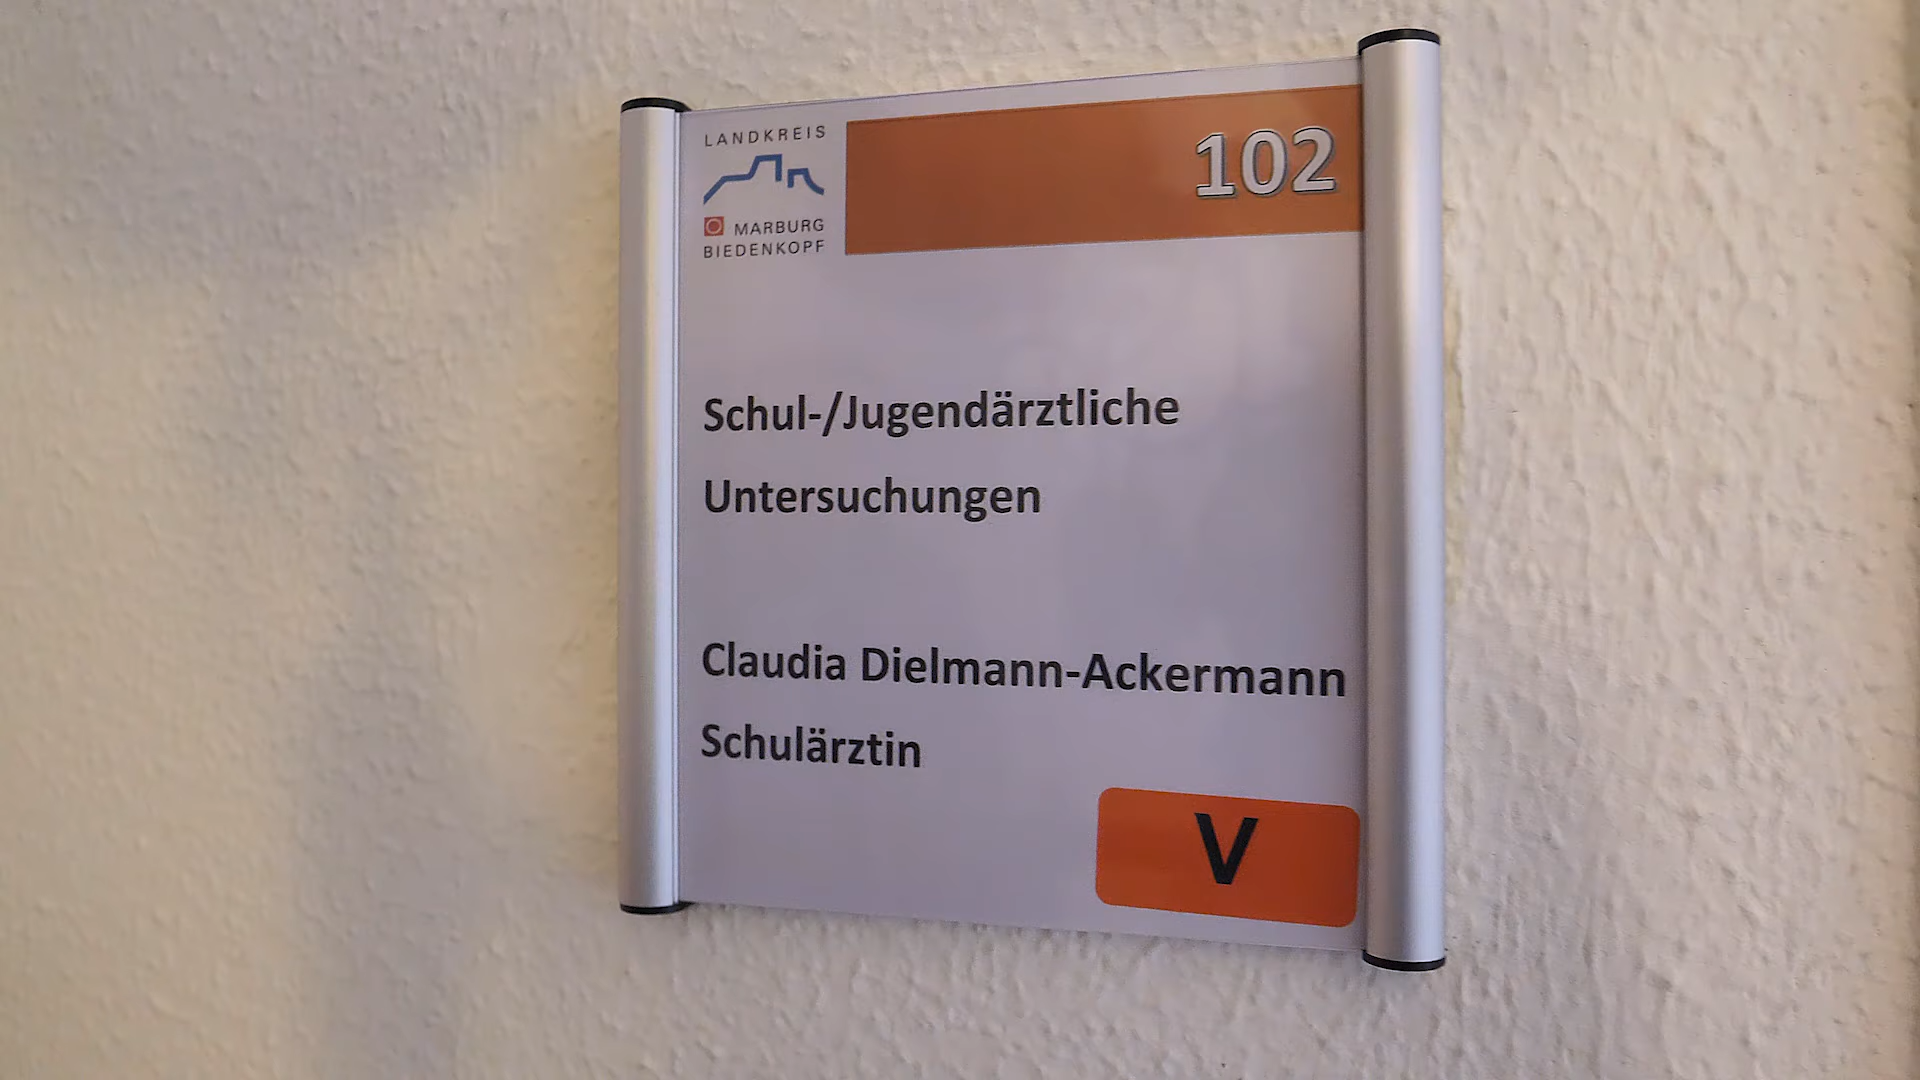 LANDKREIS
MARBURG
BIEDENKOPF
102
Schul-/Jugendärztliche
Untersuchungen
Claudia Dielmann-Ackermann
Schulärztin
V